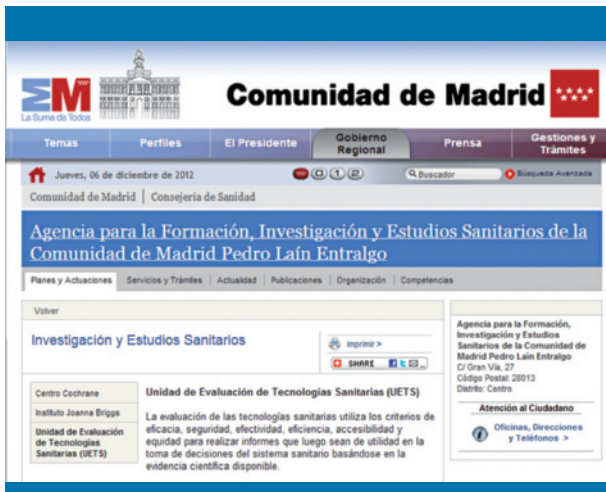 Comunidad de Madrid
La Suma de Todos
Temas Perfiles El Presidente Gobierno Regional Prensa Gestiones y Trámites
Jueves, 06 de diciembre de 2012 012 Buscador Búsqueda Avanzada
Comunidad de Madrid | Consejería de Sanidad
Agencia para la Formación, Investigación y Estudios Sanitarios de la
Comunidad de Madrid Pedro Laín Entralgo
Planes y Actuaciones Servicios y Trámites | Actualidad | Publicaciones | Organización | Competencias
Volver
Investigación y Estudios Sanitarios
imprimir >
SHARE
Centro Cochrane
Instituto Joanna Briggs
Unidad de Evaluación
de Tecnologías
Sanitarias (UETS)
Unidad de Evaluación de Tecnologías Sanitarias (UETS)
La evaluación de las tecnologías sanitarias utiliza los criterios de
eficacia, seguridad, efectividad, eficiencia, accesibilidad y
equidad para realizar informes que luego sean de utilidad en la
toma de decisiones del sistema sanitario basándose en la
evidencia científica disponible.
Agencia para la Formación,
Investigación y Estudios
Sanitarios de la Comunidad de
Madrid Pedro Laín Entralgo
C/ Gran Vía, 27
Código Postal: 28013
Distrito: Centro
Atención al Ciudadano
Oficinas, Direcciones
y Teléfonos >